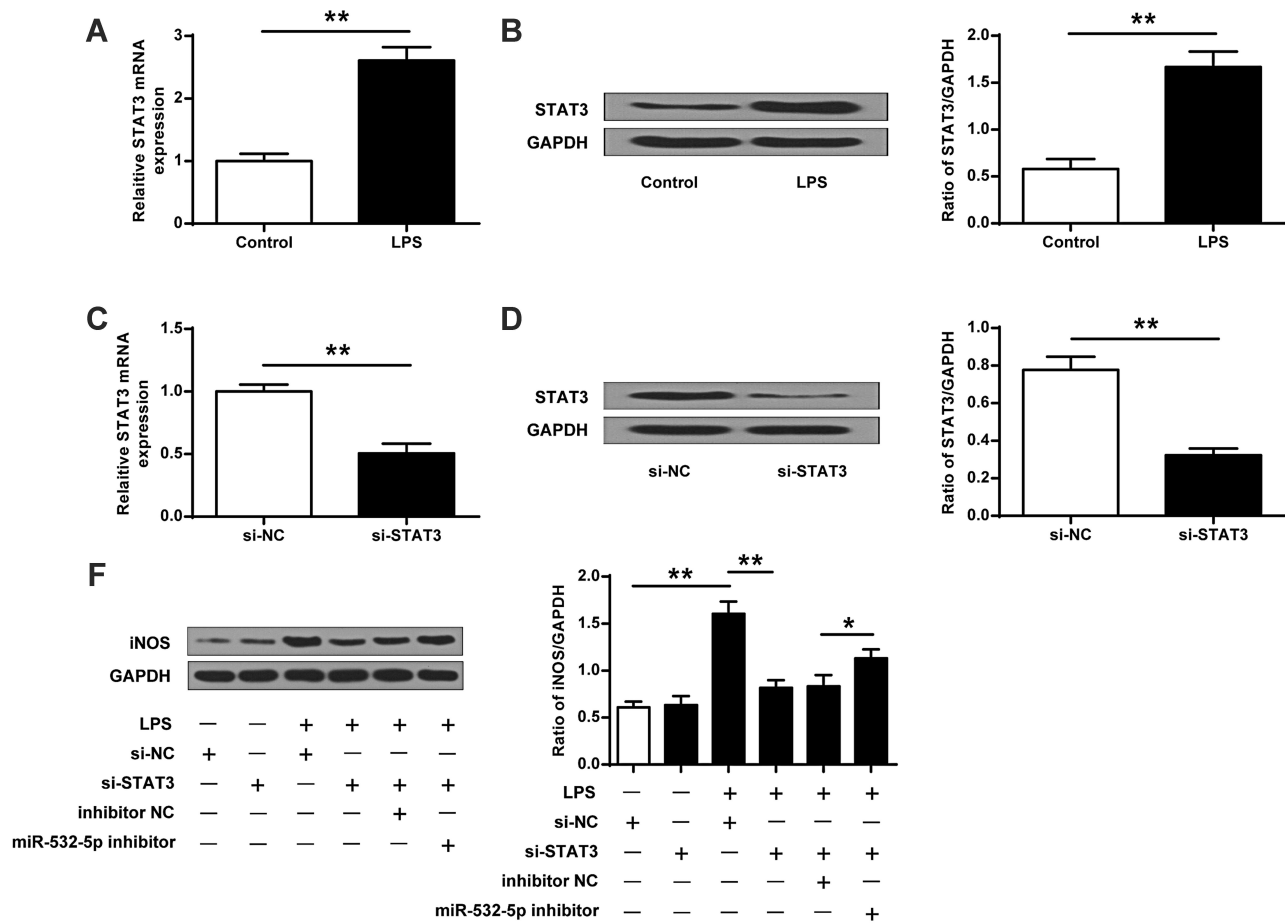 A
Relaitive STAT3 mRNA
expression
3
2
1
0
**
Control LPS
B
STAT3
GAPDH
Control LPS
Ratio of STAT3/GAPDH
2.0
1.5
1.0
0.5
0.0
**
Control LPS
C
Relaitive STAT3 mRNA
expression
1.5
1.0
0.5
0.0
**
si-NC si-STAT3
D
STAT3
GAPDH
si-NC si-STAT3
Ratio of STAT3/GAPDH
1.0
0.8
0.6
0.4
0.2
0.0
**
si-NC si-STAT3
F
iNOS
GAPDH
LPS — — + + + +
si-NC + — + — — —
si-STAT3 — + — + + +
inhibitor NC — — — — + —
miR-532-5p inhibitor — — — — — +
Ratio of iNOS/GAPDH
2.0
1.5
1.0
0.5
0.0
** ** *
LPS — — + + + +
si-NC + — + — — —
si-STAT3 — + — + + +
inhibitor NC — — — — + —
miR-532-5p inhibitor — — — — — +